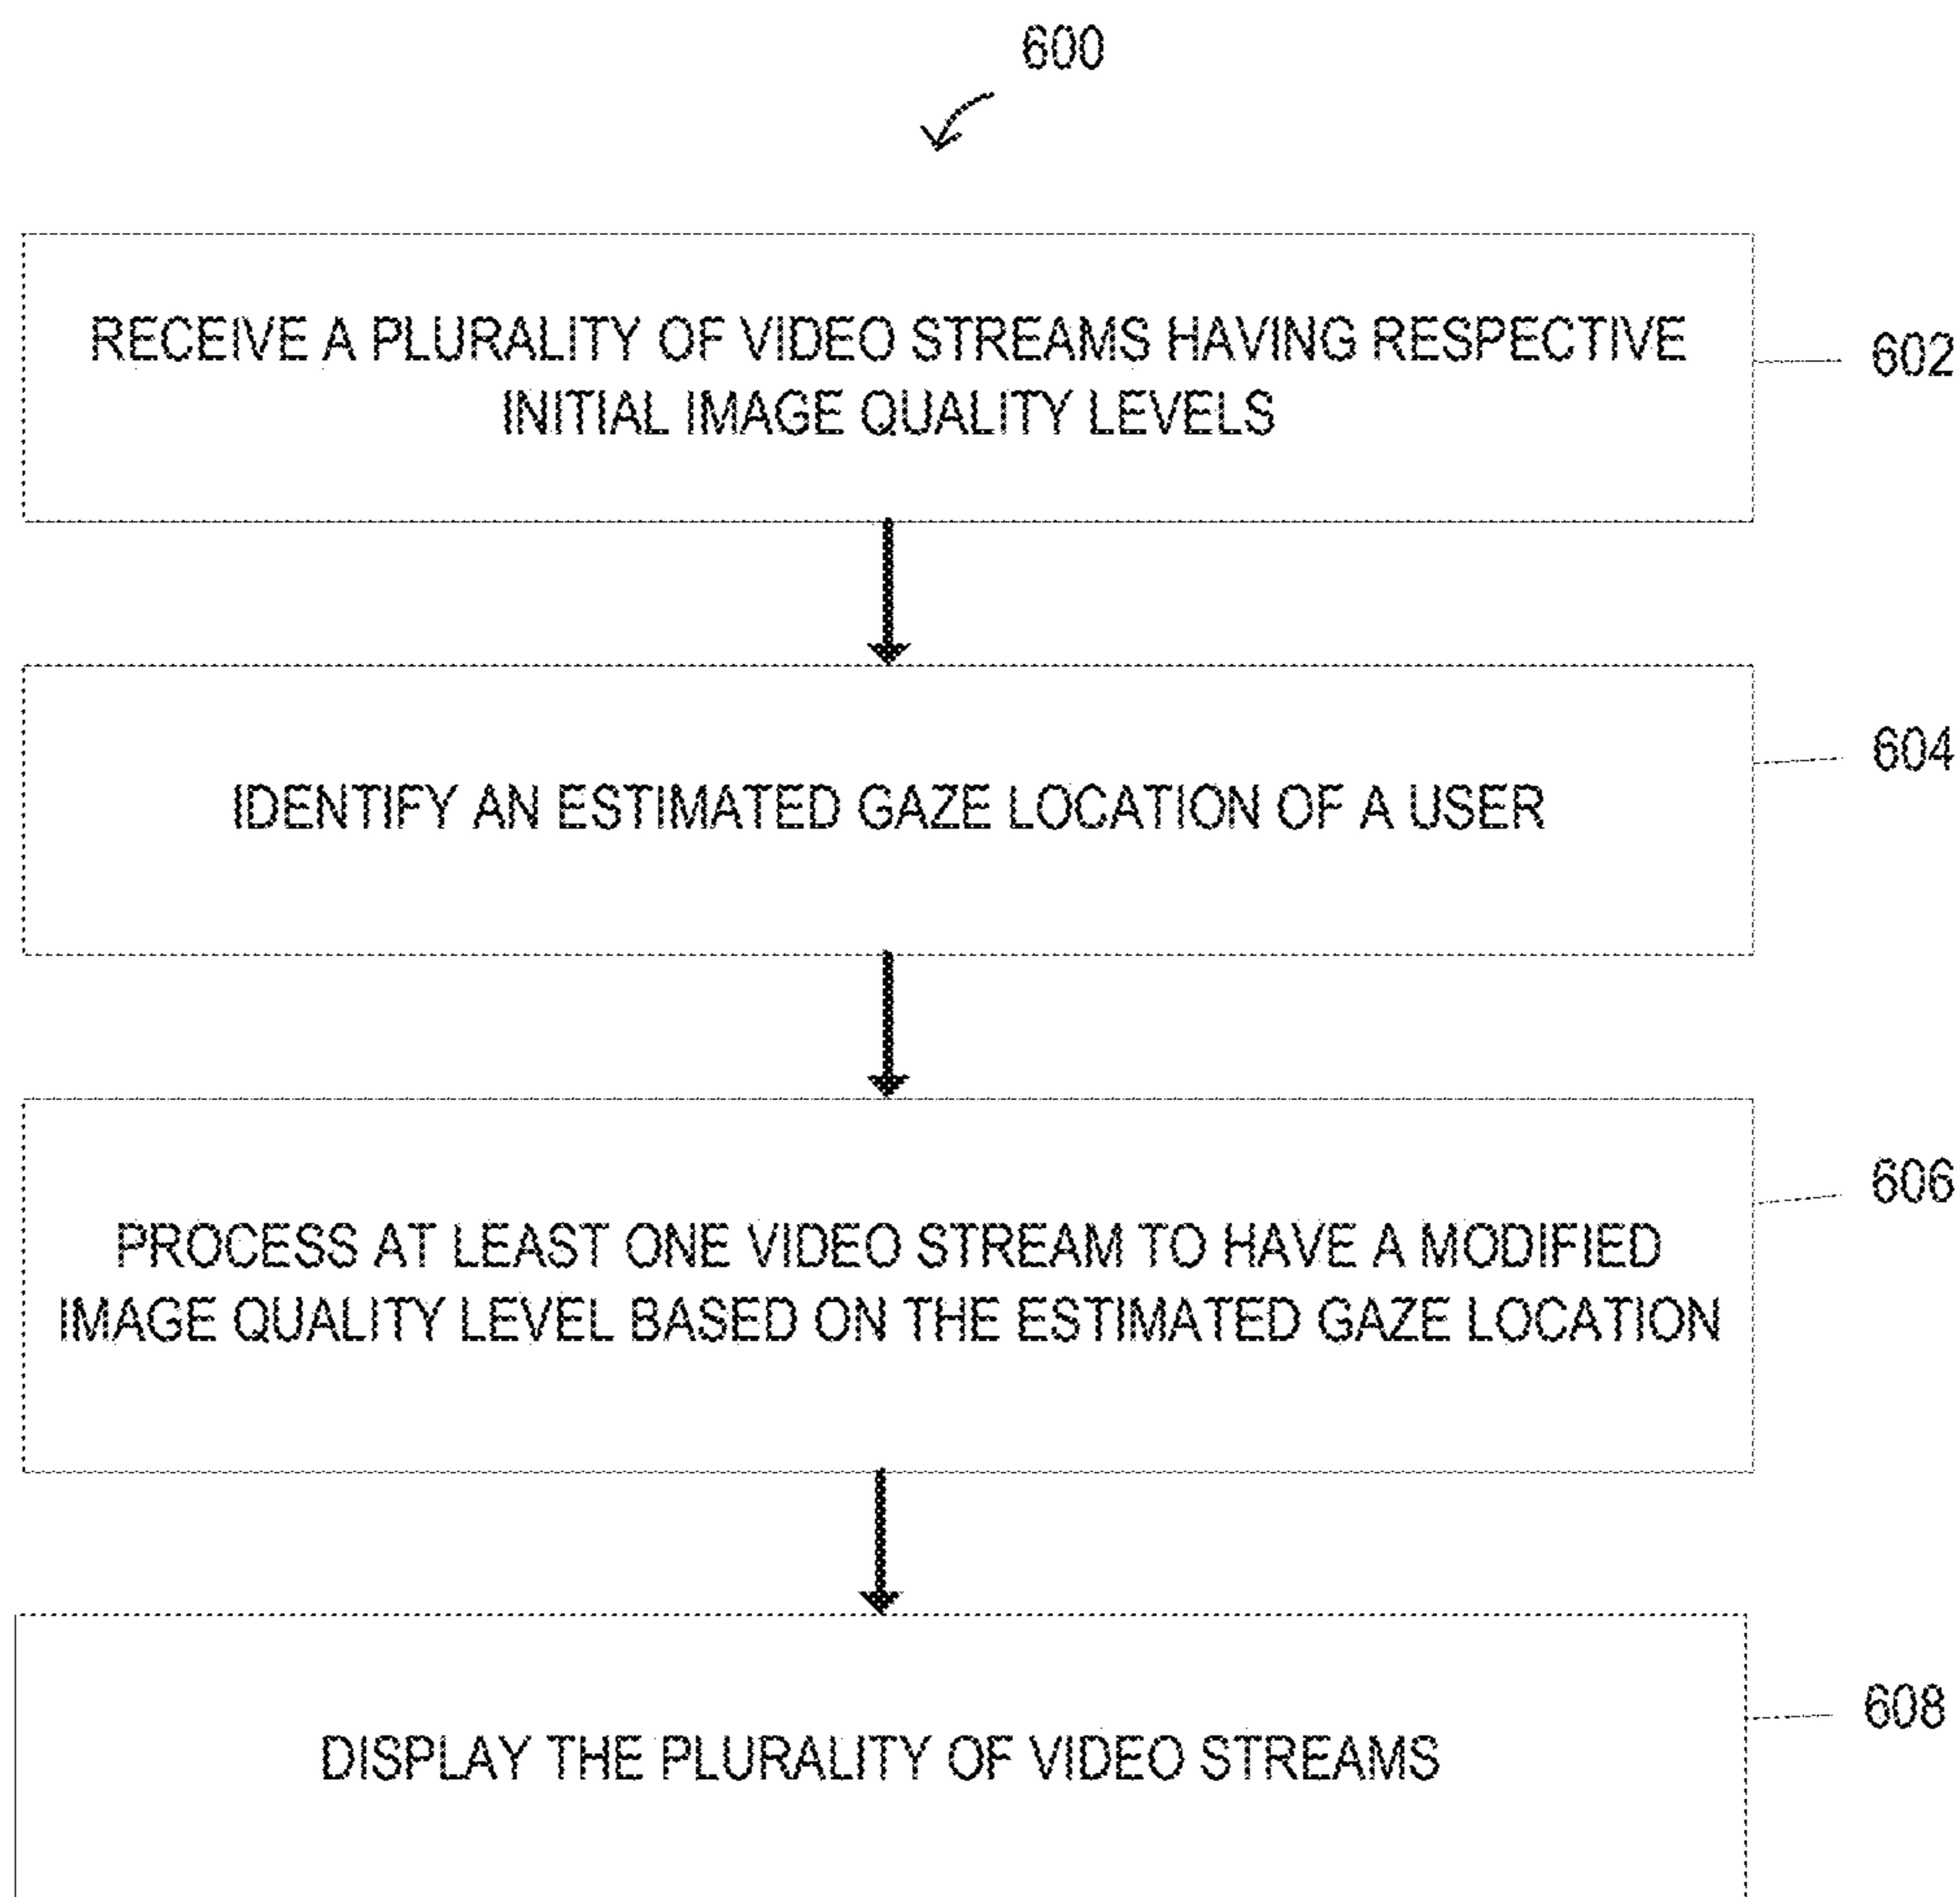 600
RECEIVE A PLURALITY OF VIDEO STREAMS HAVING RESPECTIVE
INITIAL IMAGE QUALITY LEVELS
602
IDENTIFY AN ESTIMATED GAZE LOCATION OF A USER
604
PROCESS AT LEAST ONE VIDEO STREAM TO HAVE A MODIFIED
IMAGE QUALITY LEVEL BASED ON THE ESTIMATED GAZE LOCATION
606
DISPLAY THE PLURALITY OF VIDEO STREAMS
608